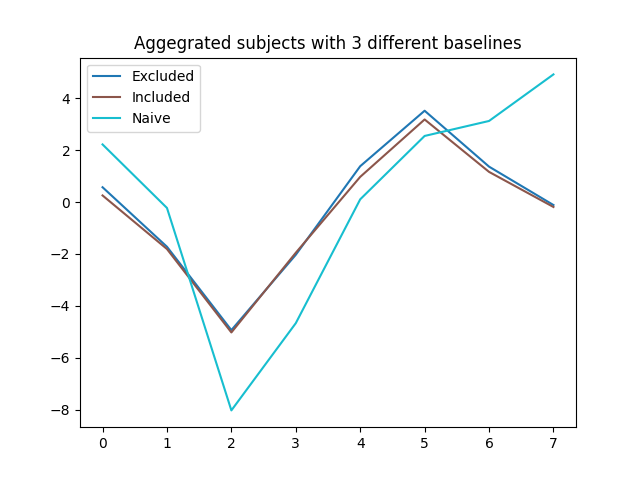 Aggegrated subjects with 3 different baselines
Excluded
Included
Naive
4
2
0
−2
−4
−6
−8
0 1 2 3 4 5 6 7